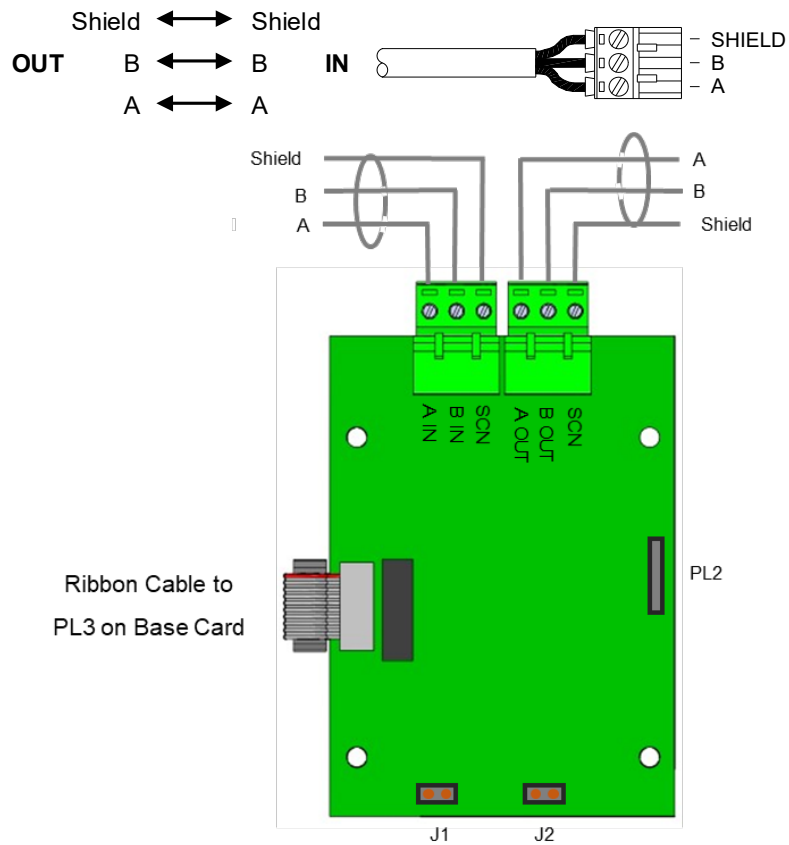 Shield Shield
OUT B B IN
A A
SHIELD
B
A
Shield
B
A
A
B
Shield
A IN
B IN
SCN
A OUT
B OUT
SCN
Ribbon Cable to
PL3 on Base Card
PL2
J1
J2